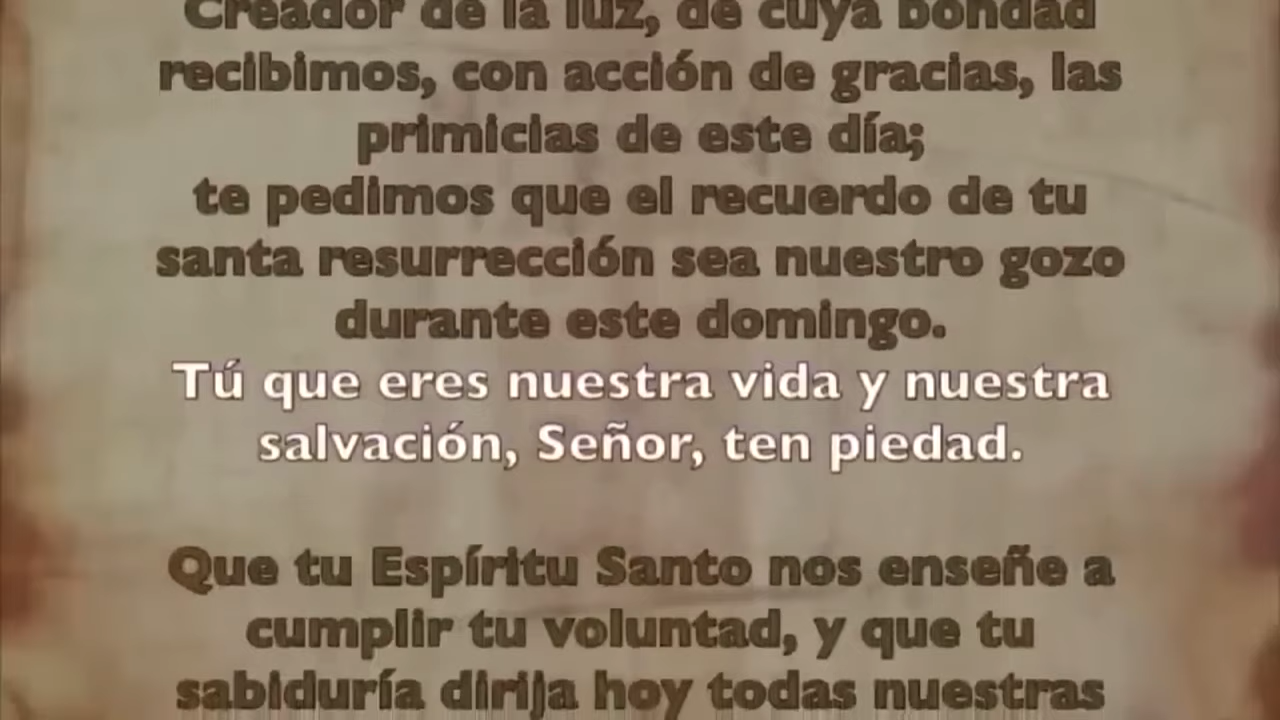 Creador de la luz, de cuya bondad
recibimos, con acción de gracias, las
primicias de este día;
te pedimos que el recuerdo de tu
santa resurrección sea nuestro gozo
durante este domingo.
Tú que eres nuestra vida y nuestra
salvación, Señor, ten piedad.
Que tu Espíritu Santo nos enseñe a
cumplir tu voluntad, y que tu
sabiduría dirija hoy todas nuestras